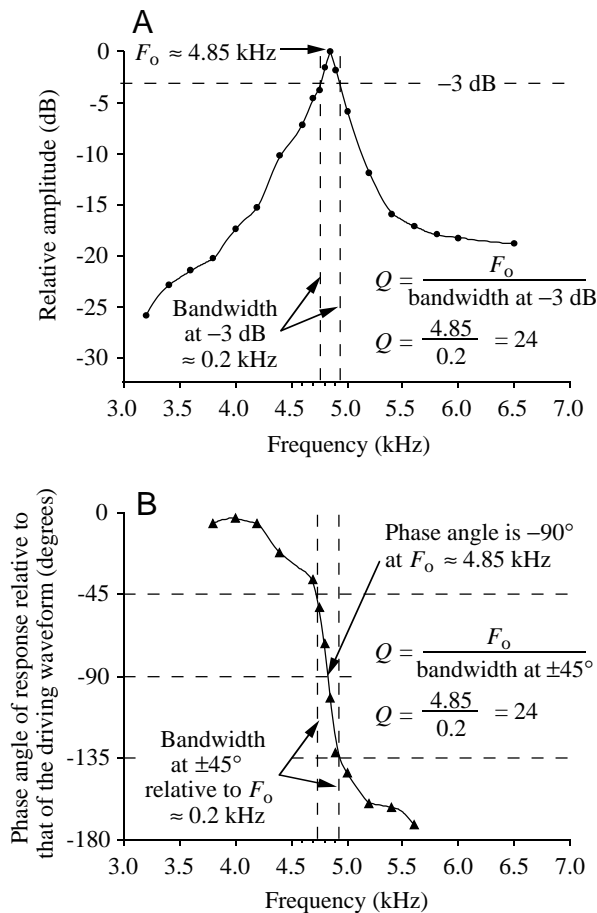 A
Fo ≈ 4.85 kHz
0
-5
-10
-15
-20
-25
-30
Relative amplitude (dB)
−3 dB
Bandwidth
at −3 dB
≈ 0.2 kHz
Q = Fo
bandwidth at −3 dB
Q = 4.85
0.2
= 24
3.0 3.5 4.0 4.5 5.0 5.5 6.0 6.5 7.0
Frequency (kHz)
B
0
-45
-90
-135
-180
Phase angle of response relative to
that of the driving waveform (degrees)
Phase angle is −90°
at Fo ≈ 4.85 kHz
Q = Fo
bandwidth at ±45°
Q = 4.85
0.2
= 24
Bandwidth
at ±45°
relative to Fo
≈ 0.2 kHz
3.0 3.5 4.0 4.5 5.0 5.5 6.0 6.5 7.0
Frequency (kHz)